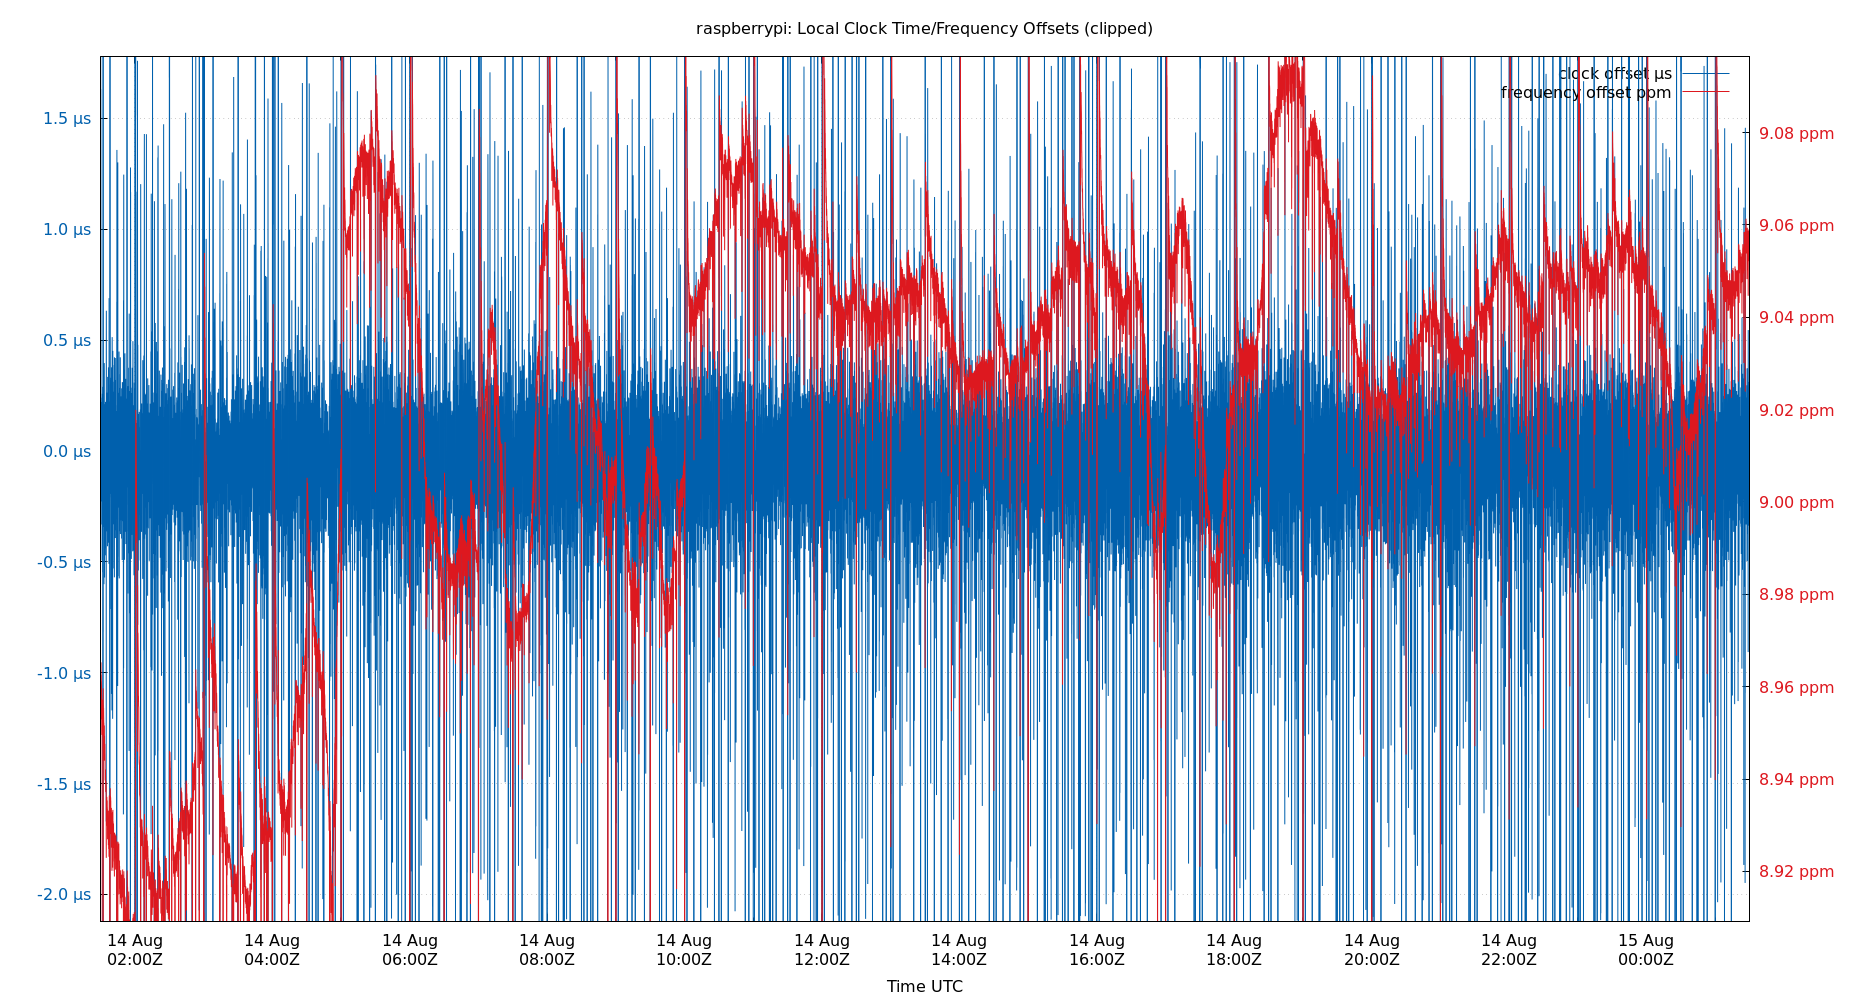 raspberrypi: Local Clock Time/Frequency Offsets (clipped)
clock offset µs
frequency offset ppm
1.5 µs
1.0 µs
0.5 µs
0.0 µs
-0.5 µs
-1.0 µs
-1.5 µs
-2.0 µs
9.08 ppm
9.06 ppm
9.04 ppm
9.02 ppm
9.00 ppm
8.98 ppm
8.96 ppm
8.94 ppm
8.92 ppm
14 Aug 14 Aug 14 Aug 14 Aug 14 Aug 14 Aug 14 Aug 14 Aug 14 Aug 14 Aug 14 Aug 15 Aug
02:00Z 04:00Z 06:00Z 08:00Z 10:00Z 12:00Z 14:00Z 16:00Z 18:00Z 20:00Z 22:00Z 00:00Z
Time UTC